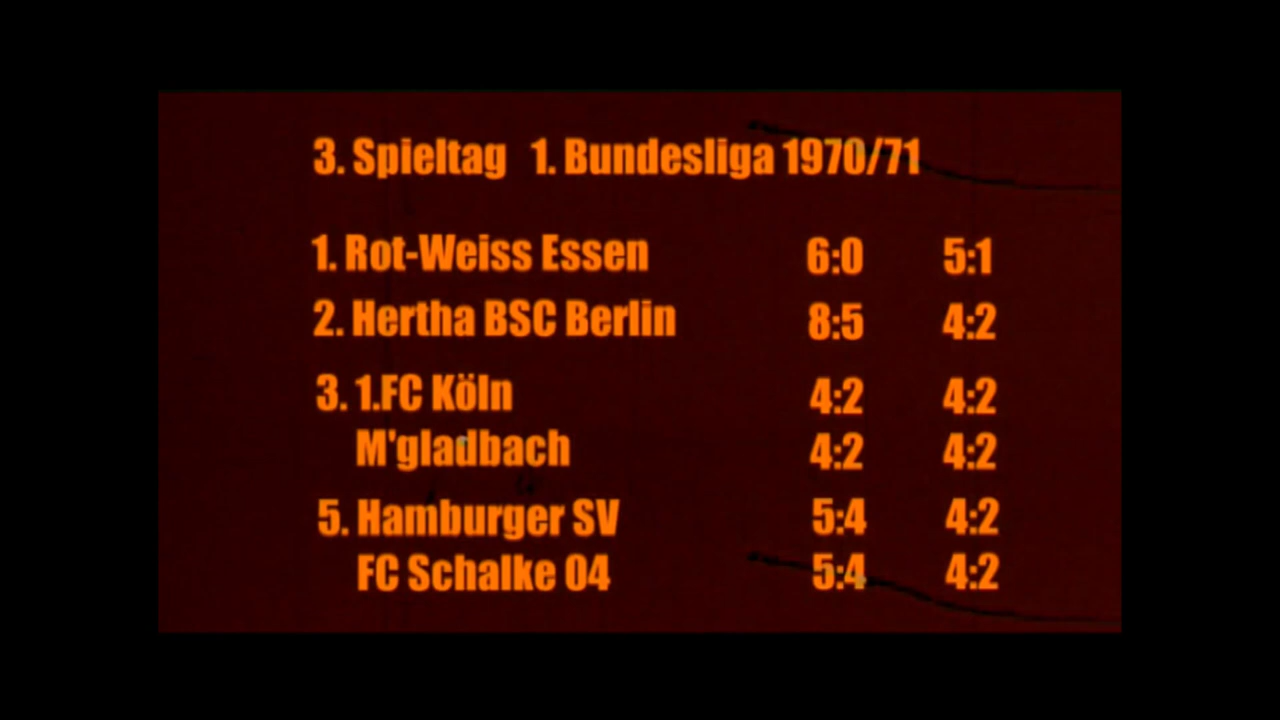 3. Spieltag 1. Bundesliga 1970/71
1. Rot-Weiss Essen 6:0 5:1
2. Hertha BSC Berlin 8:5 4:2
3. 1.FC Köln 4:2 4:2
M'gladbach 4:2 4:2
5. Hamburger SV 5:4 4:2
FC Schalke 04 5:4 4:2